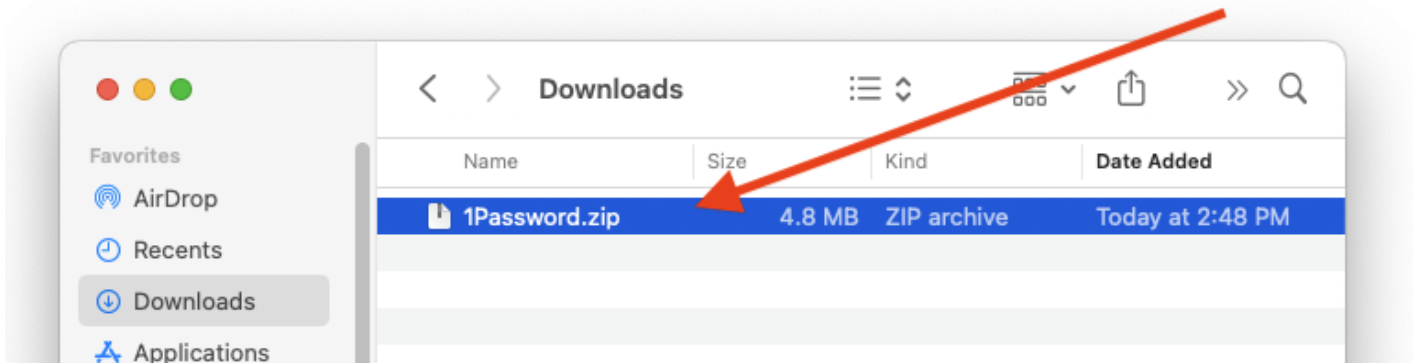 Downloads
Favorites
AirDrop
Recents
Downloads
Applications
Name Size Kind Date Added
1Password.zip 4.8 MB ZIP archive Today at 2:48 PM